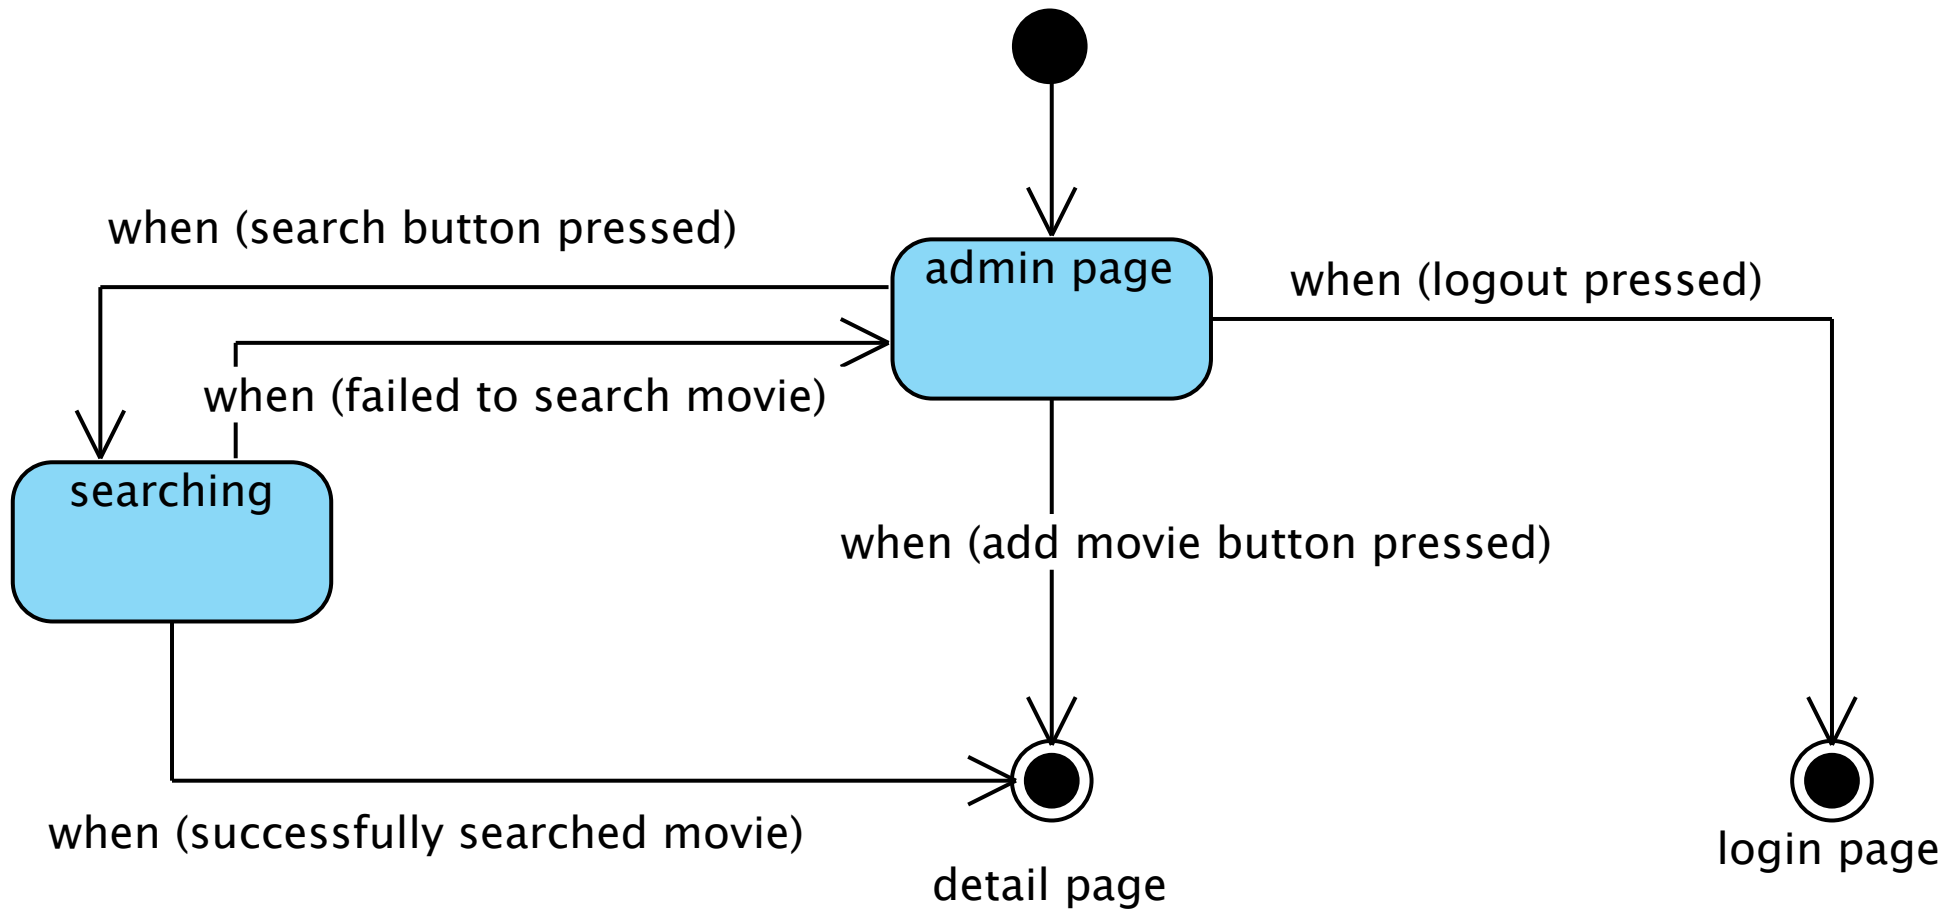 when (search button pressed)
admin page
when (logout pressed)
when (failed to search movie)
searching
when (add movie button pressed)
when (successfully searched movie)
login page
detail page